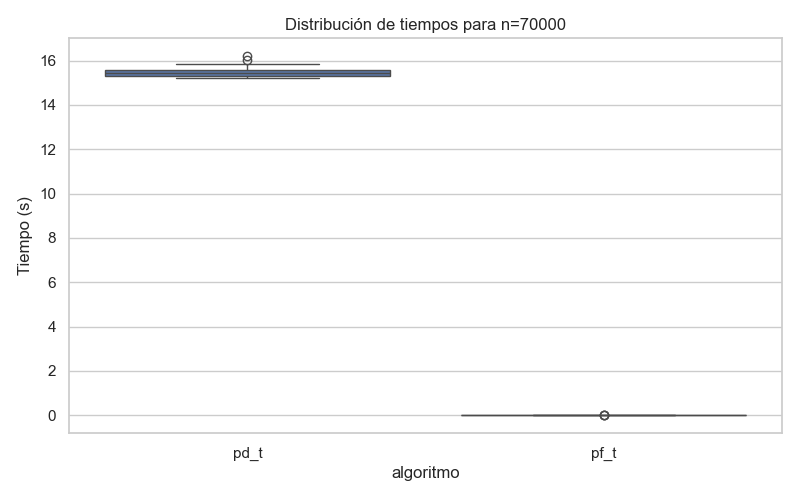 Distribución de tiempos para n=70000
Tiempo (s)
16
14
12
10
8
6
4
2
0
pd_t
pf_t
algoritmo